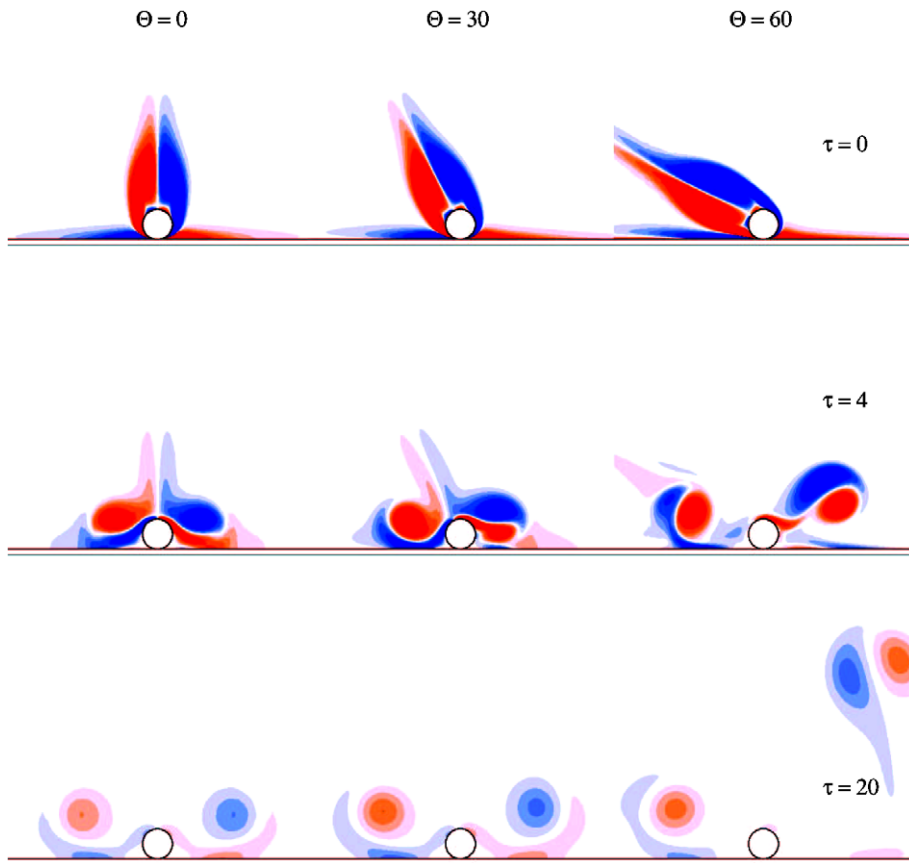 Θ = 0 Θ = 30 Θ = 60
τ = 0
τ = 4
τ = 20